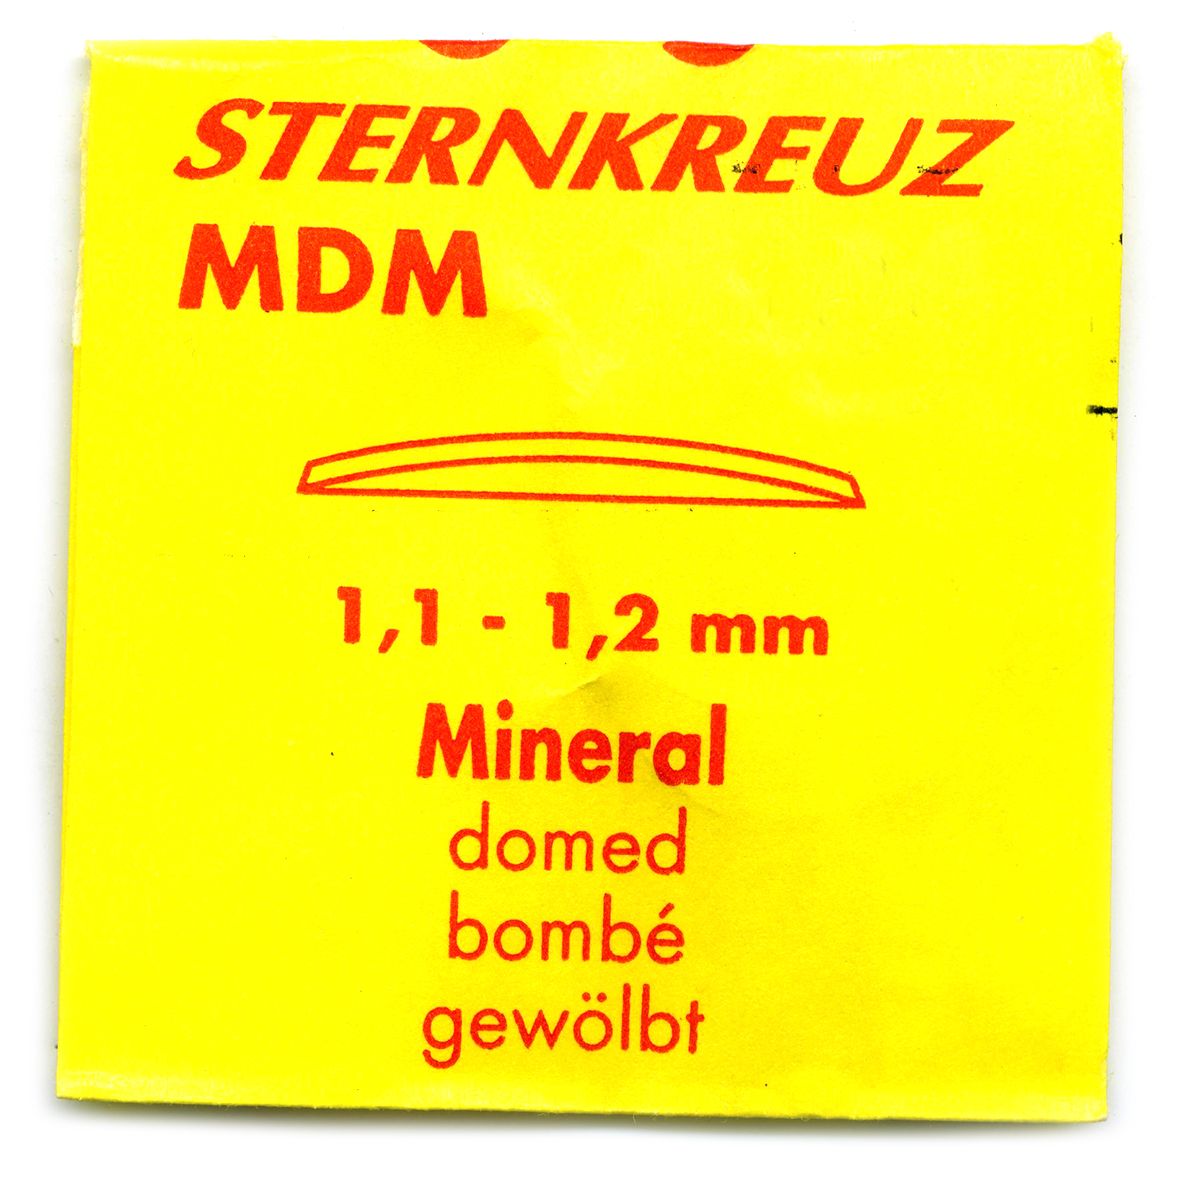 STERNKREUZ
MDM
1,1 - 1,2 mm
Mineral
domed
bombé
gewölbt